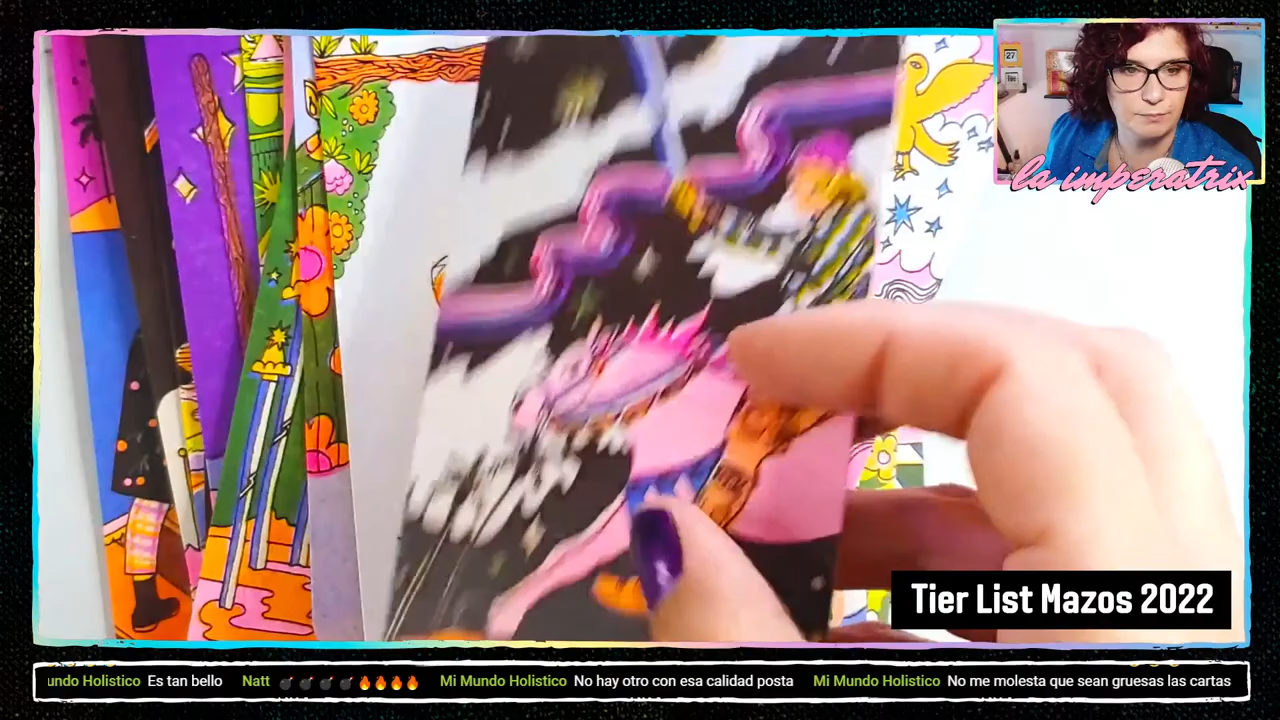 27
la imperatrix
Tier List Mazos 2022
undo Holistico Es tan bello Natt 💣💣💣💣🔥🔥🔥🔥 Mi Mundo Holistico No hay otro con esa calidad posta Mi Mundo Holistico No me molesta que sean gruesas las cartas